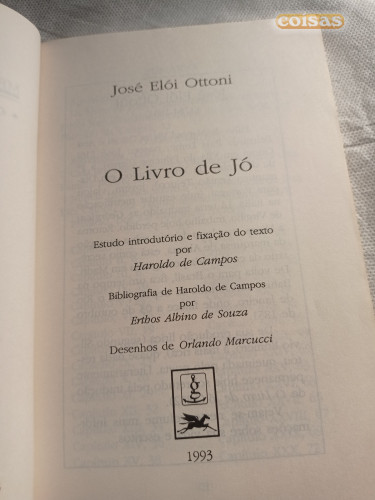 coisas
José Elói Ottoni
O Livro de Jó
Estudo introdutório e fixação do texto
por
Haroldo de Campos
Bibliografia de Haroldo de Campos
por
Erthos Albino de Souza
Desenhos de Orlando Marcucci
g
1993